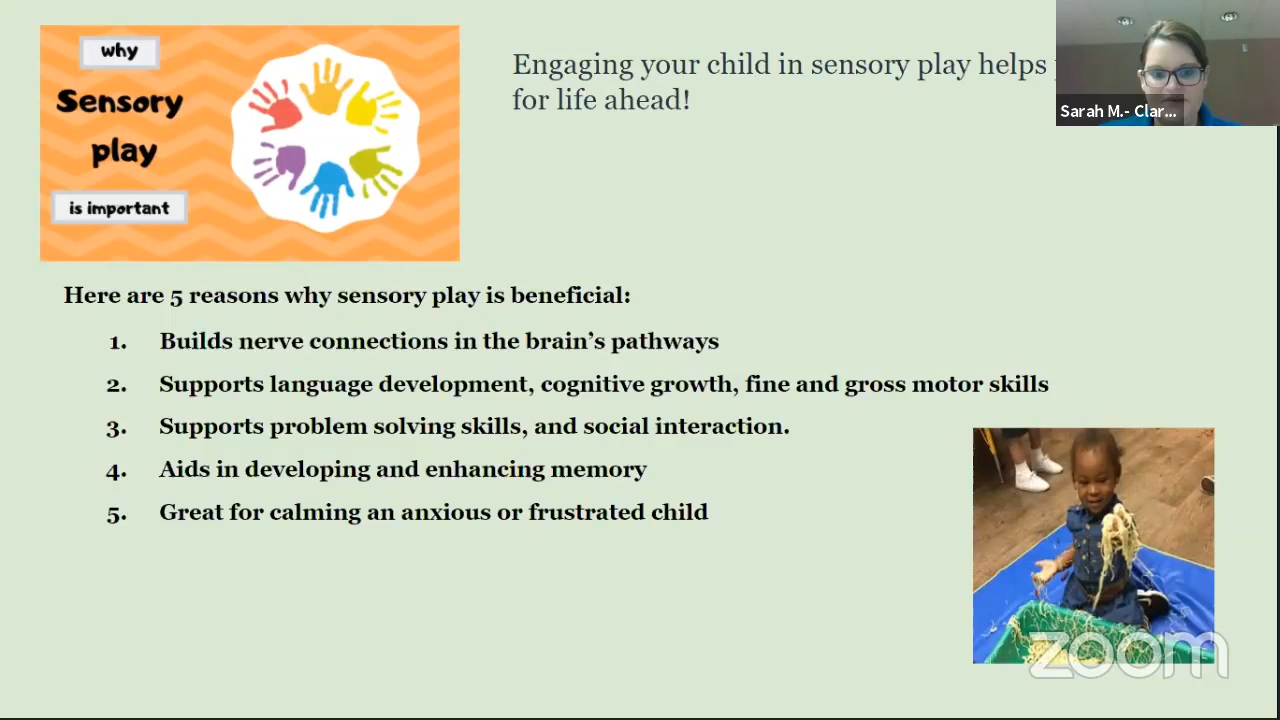 why
Sensory
play
is important
Engaging your child in sensory play helps
for life ahead!
Sarah M.- Clar...
Here are 5 reasons why sensory play is beneficial:
1. Builds nerve connections in the brain’s pathways
2. Supports language development, cognitive growth, fine and gross motor skills
3. Supports problem solving skills, and social interaction.
4. Aids in developing and enhancing memory
5. Great for calming an anxious or frustrated child
zoom